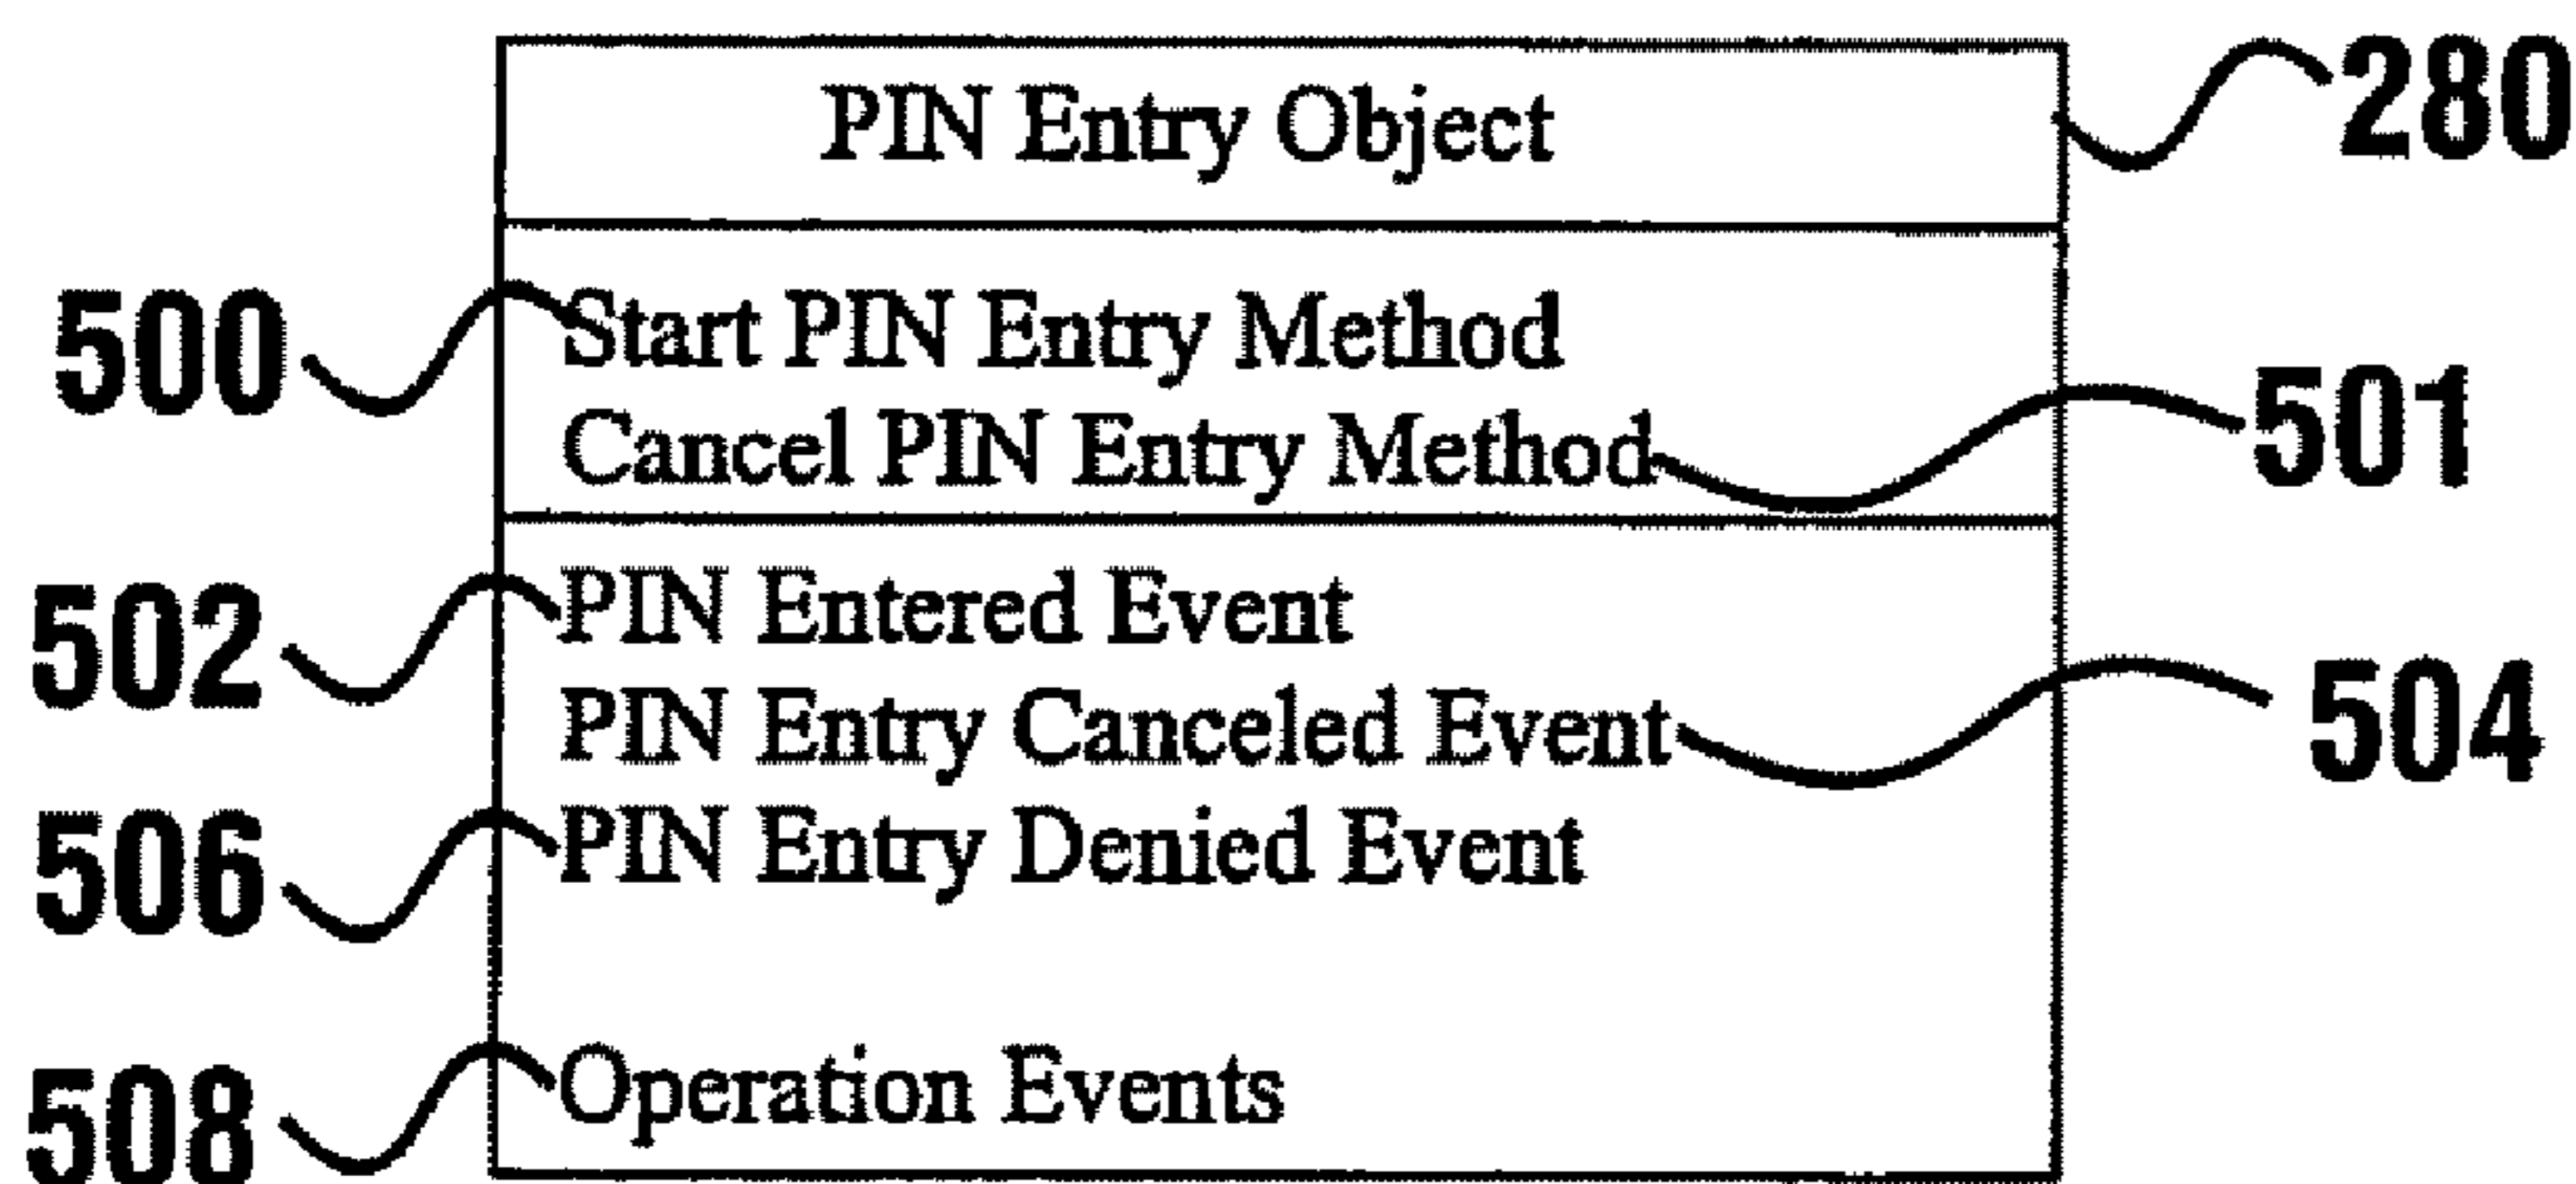 PIN Entry Object 280
500 Start PIN Entry Method
Cancel PIN Entry Method 501
502 PIN Entered Event
PIN Entry Canceled Event 504
506 PIN Entry Denied Event
508 Operation Events